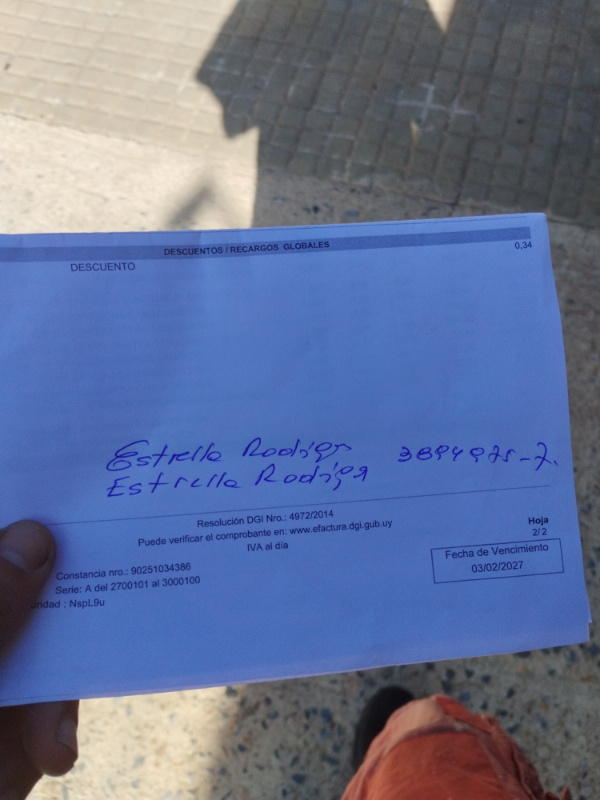 DESCUENTOS / RECARGOS GLOBALES
DESCUENTO 0,34
Estrella Rodrigo 3894975-7.
Estrella Rodriga
Resolución DGI Nro.: 4972/2014
Puede verificar el comprobante en: www.efactura.dgi.gub.uy
IVA al día
Hoja
2/ 2
Fecha de Vencimiento
03/02/2027
Constancia nro.: 90251034386
Serie: A del 2700101 al 3000100
: NspL9u